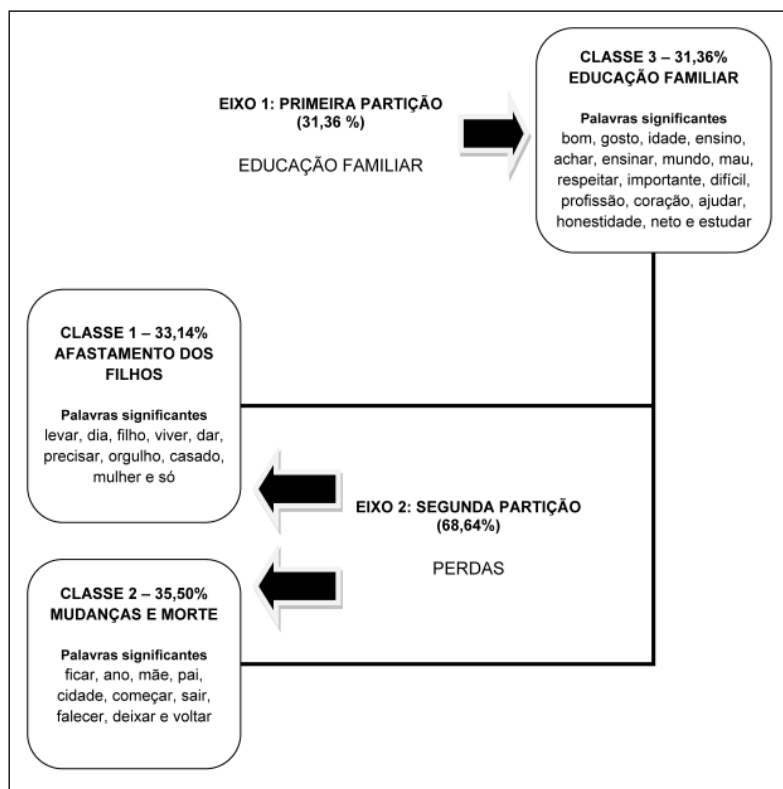 CLASSE 3 – 31,36%
EDUCAÇÃO FAMILIAR
Palavras significantes
bom, gosto, idade, ensino,
achar, ensinar, mundo, mau,
respeitar, importante, difícil,
profissão, coração, ajudar,
honestidade, neto e estudar
EIXO 1: PRIMEIRA PARTIÇÃO
(31,36 %)
EDUCAÇÃO FAMILIAR
CLASSE 1 – 33,14%
AFASTAMENTO DOS
FILHOS
Palavras significantes
levar, dia, filho, viver, dar,
precisar, orgulho, casado,
mulher e só
EIXO 2: SEGUNDA PARTIÇÃO
(68,64%)
PERDAS
CLASSE 2 – 35,50%
MUDANÇAS E MORTE
Palavras significantes
ficar, ano, mãe, pai,
cidade, começar, sair,
falecer, deixar e voltar